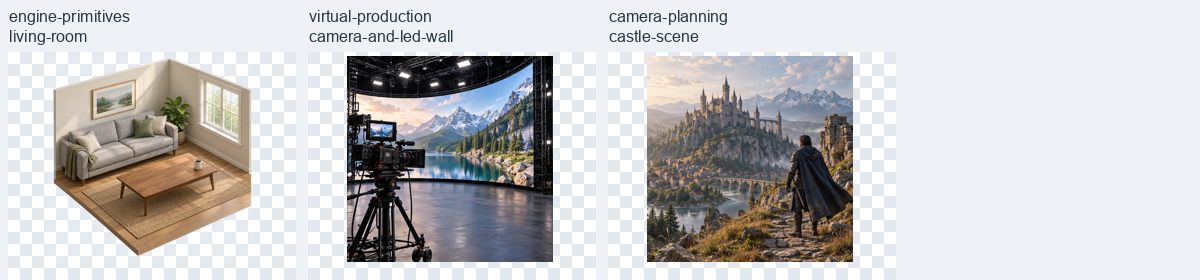 engine-primitives
living-room
virtual-production
camera-and-led-wall
camera-planning
castle-scene